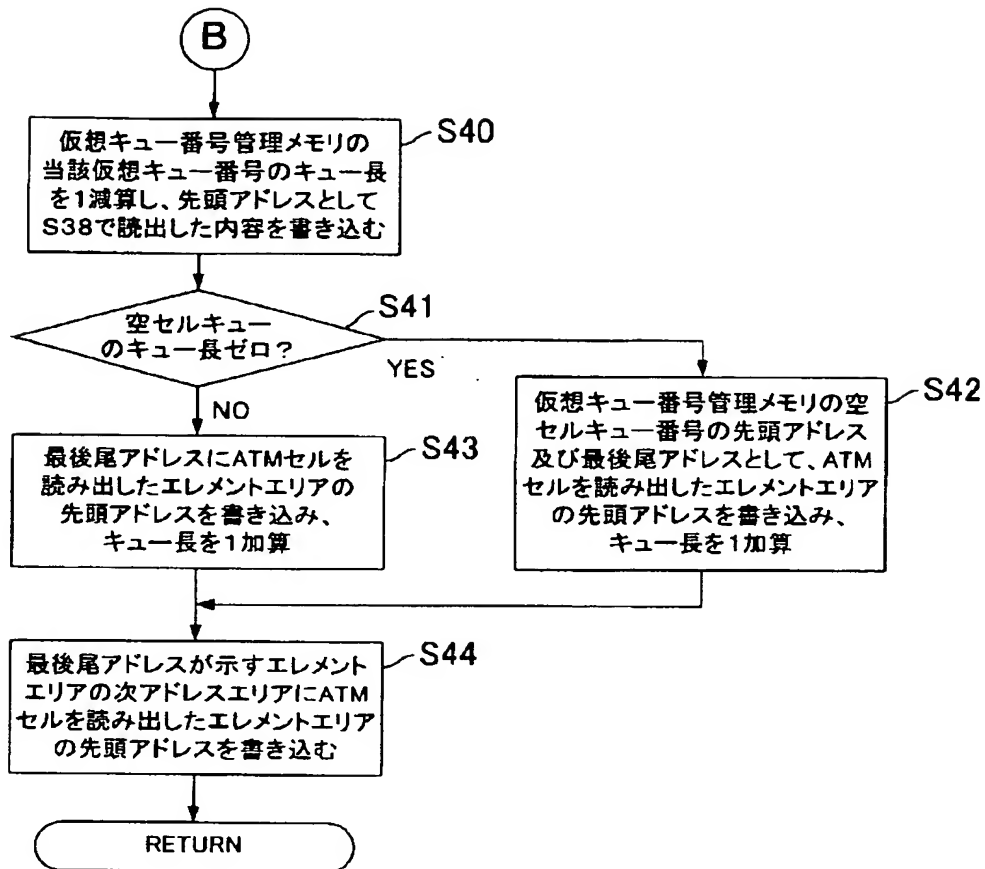 B
仮想キュー番号管理メモリの
当該仮想キュー番号のキュー長
を1減算し、先頭アドレスとして
S38で読出した内容を書き込む
S40
空セルキュー
のキュー長ゼロ?
S41
YES
NO
仮想キュー番号管理メモリの空
セルキュー番号の先頭アドレス
及び最後尾アドレスとして、ATM
セルを読み出したエレメントエリア
の先頭アドレスを書き込み、
キュー長を1加算
S42
最後尾アドレスにATMセルを
読み出したエレメントエリアの
先頭アドレスを書き込み、
キュー長を1加算
S43
最後尾アドレスが示すエレメント
エリアの次アドレスエリアにATM
セルを読み出したエレメントエリア
の先頭アドレスを書き込む
S44
RETURN